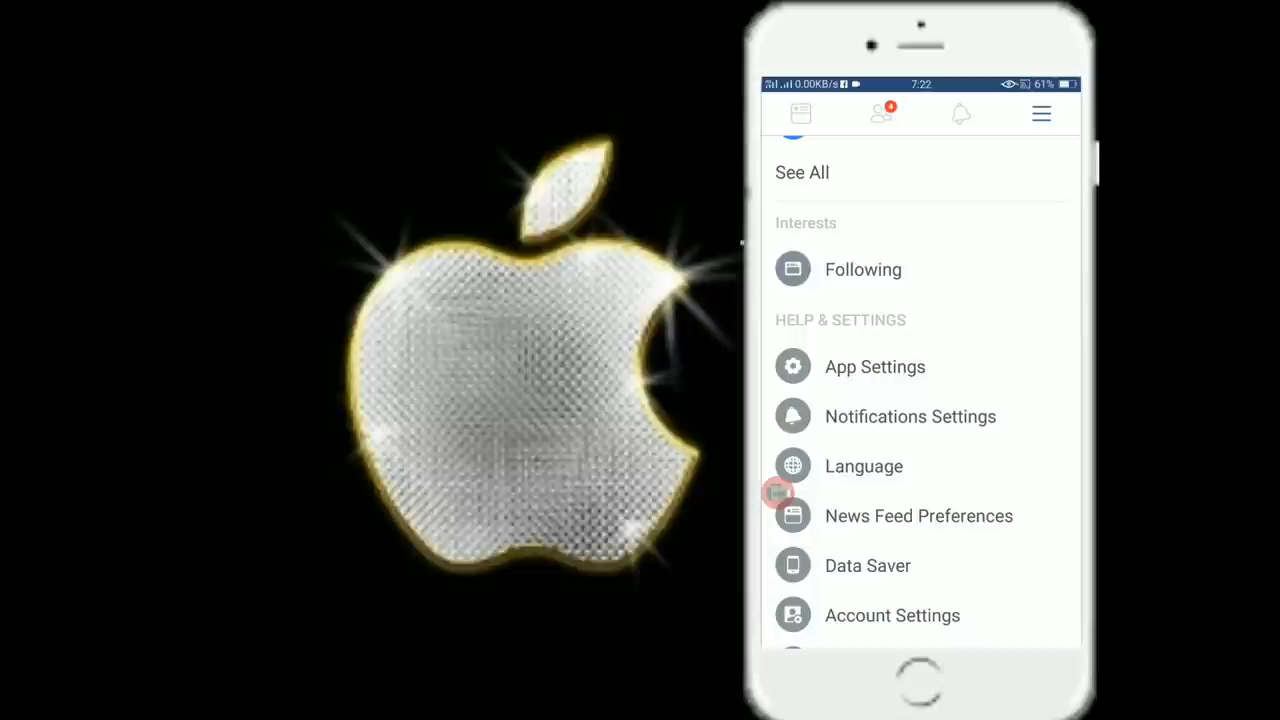 0.00KB/s 7:22 61%
4
See All
Interests
Following
HELP & SETTINGS
App Settings
Notifications Settings
Language
News Feed Preferences
Data Saver
Account Settings